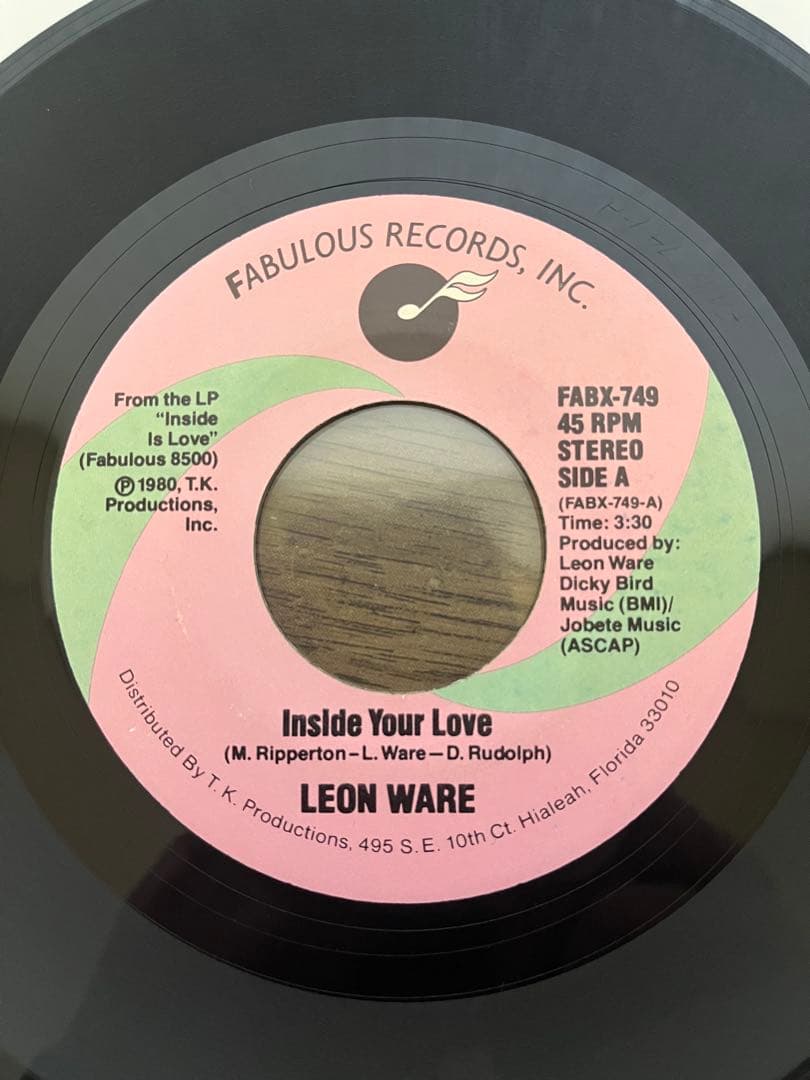 FABULOUS RECORDS, INC.
From the LP
"Inside
Is Love"
(Fabulous 8500)
℗ 1980, T.K.
Productions,
Inc.
FABX-749
45 RPM
STEREO
SIDE A
(FABX-749-A)
Time: 3:30
Produced by:
Leon Ware
Dicky Bird
Music (BMI)/
Jobete Music
(ASCAP)
Inside Your Love
(M. Ripperton–L. Ware–D. Rudolph)
LEON WARE
Distributed By T. K. Productions, 495 S.E. 10th Ct. Hialeah, Florida 33010